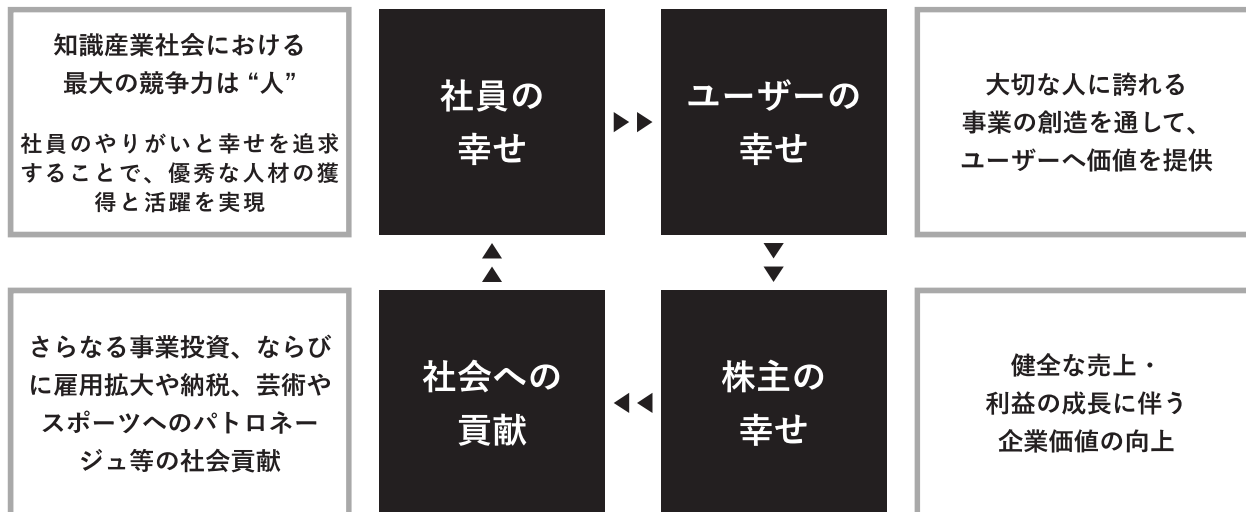 知識産業社会における
最大の競争力は “人”
社員のやりがいと幸せを追求
することで、優秀な人材の獲
得と活躍を実現
社員の
幸せ
ユーザーの
幸せ
大切な人に誇れる
事業の創造を通して、
ユーザーへ価値を提供
さらなる事業投資、ならび
に雇用拡大や納税、芸術や
スポーツへのパトロネー
ジュ等の社会貢献
社会への
貢献
株主の
幸せ
健全な売上・
利益の成長に伴う
企業価値の向上